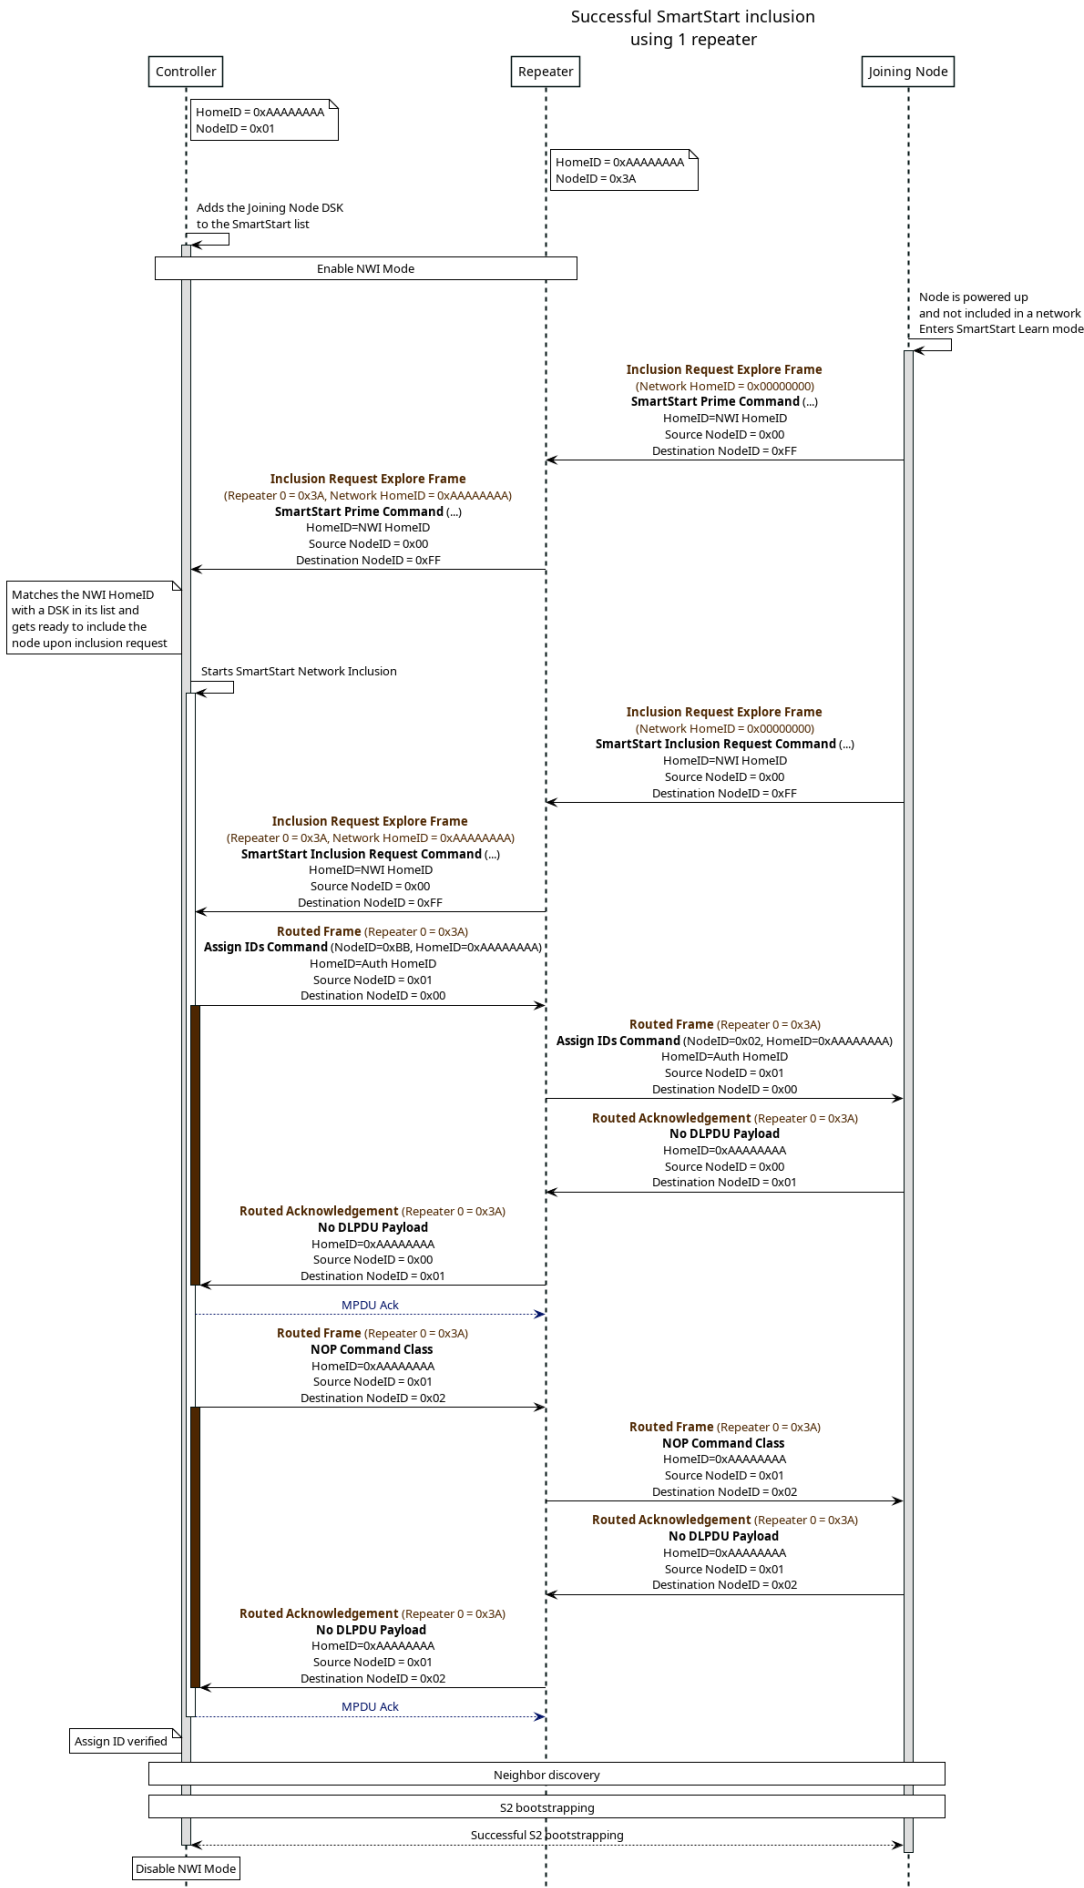 Successful SmartStart inclusion
using 1 repeater
Controller
Repeater
Joining Node
HomeID = 0xAAAAAAAA
NodeID = 0x01
HomeID = 0xAAAAAAAA
NodeID = 0x3A
Adds the Joining Node DSK
to the SmartStart list
Enable NWI Mode
Node is powered up
and not included in a network
Enters SmartStart Learn mode
Inclusion Request Explore Frame
(Network HomeID = 0x00000000)
SmartStart Prime Command (...)
HomeID=NWI HomeID
Source NodeID = 0x00
Destination NodeID = 0xFF
Inclusion Request Explore Frame
(Repeater 0 = 0x3A, Network HomeID = 0xAAAAAAAA)
SmartStart Prime Command (...)
HomeID=NWI HomeID
Source NodeID = 0x00
Destination NodeID = 0xFF
Matches the NWI HomeID
with a DSK in its list and
gets ready to include the
node upon inclusion request
Starts SmartStart Network Inclusion
Inclusion Request Explore Frame
(Network HomeID = 0x00000000)
SmartStart Inclusion Request Command (...)
HomeID=NWI HomeID
Source NodeID = 0x00
Destination NodeID = 0xFF
Inclusion Request Explore Frame
(Repeater 0 = 0x3A, Network HomeID = 0xAAAAAAAA)
SmartStart Inclusion Request Command (...)
HomeID=NWI HomeID
Source NodeID = 0x00
Destination NodeID = 0xFF
Routed Frame (Repeater 0 = 0x3A)
Assign IDs Command (NodeID=0xBB, HomeID=0xAAAAAAAA)
HomeID=Auth HomeID
Source NodeID = 0x01
Destination NodeID = 0x00
Routed Frame (Repeater 0 = 0x3A)
Assign IDs Command (NodeID=0x02, HomeID=0xAAAAAAAA)
HomeID=Auth HomeID
Source NodeID = 0x01
Destination NodeID = 0x00
Routed Acknowledgement (Repeater 0 = 0x3A)
No DLPDU Payload
HomeID=0xAAAAAAAA
Source NodeID = 0x00
Destination NodeID = 0x01
Routed Acknowledgement (Repeater 0 = 0x3A)
No DLPDU Payload
HomeID=0xAAAAAAAA
Source NodeID = 0x00
Destination NodeID = 0x01
MPDU Ack
Routed Frame (Repeater 0 = 0x3A)
NOP Command Class
HomeID=0xAAAAAAAA
Source NodeID = 0x01
Destination NodeID = 0x02
Routed Frame (Repeater 0 = 0x3A)
NOP Command Class
HomeID=0xAAAAAAAA
Source NodeID = 0x01
Destination NodeID = 0x02
Routed Acknowledgement (Repeater 0 = 0x3A)
No DLPDU Payload
HomeID=0xAAAAAAAA
Source NodeID = 0x01
Destination NodeID = 0x02
Routed Acknowledgement (Repeater 0 = 0x3A)
No DLPDU Payload
HomeID=0xAAAAAAAA
Source NodeID = 0x01
Destination NodeID = 0x02
MPDU Ack
Assign ID verified
Neighbor discovery
S2 bootstrapping
Successful S2 bootstrapping
Disable NWI Mode